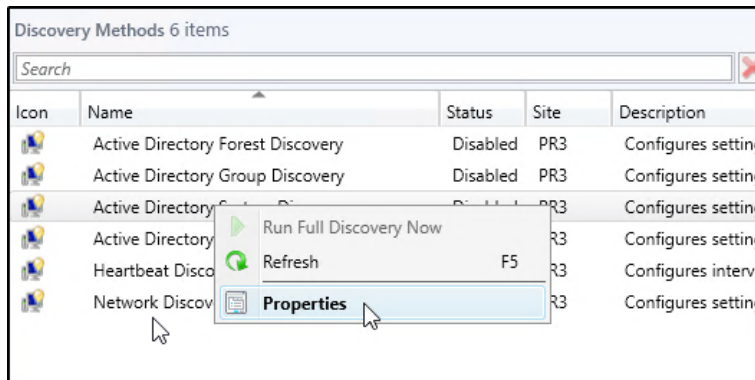 Discovery Methods 6 items
Search
Icon Name Status Site Description
Active Directory Forest Discovery Disabled PR3 Configures settin
Active Directory Group Discovery Disabled PR3 Configures settin
Active Directory PR3 Configures settin
Run Full Discovery Now
Active Directory R3 Configures settin
Refresh F5
Heartbeat Disco R3 Configures interv
Network Discov R3 Configures settin
Properties